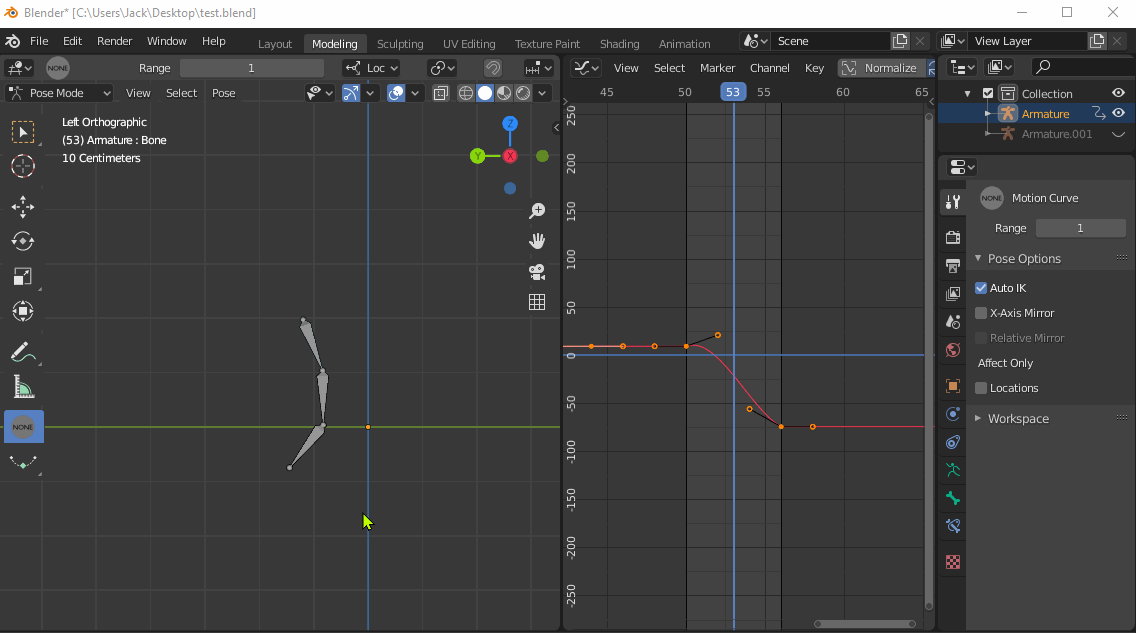 Blender* [C:\Users\Jack\Desktop\test.blend]
File Edit Render Window Help Layout Modeling Sculpting UV Editing Texture Paint Shading Animation Scene View Layer
NONE Range 1 Loc
View Select Marker Channel Key Normalize
Pose Mode View Select Pose
Left Orthographic
(53) Armature : Bone
10 Centimeters
Z
Y X
NONE
45 50 53 55 60 65
250
200
150
100
50
0
-50
-100
-150
-200
-250
Collection
Armature
Armature.001
NONE Motion Curve
Range 1
Pose Options
Auto IK
X-Axis Mirror
Relative Mirror
Affect Only
Locations
Workspace